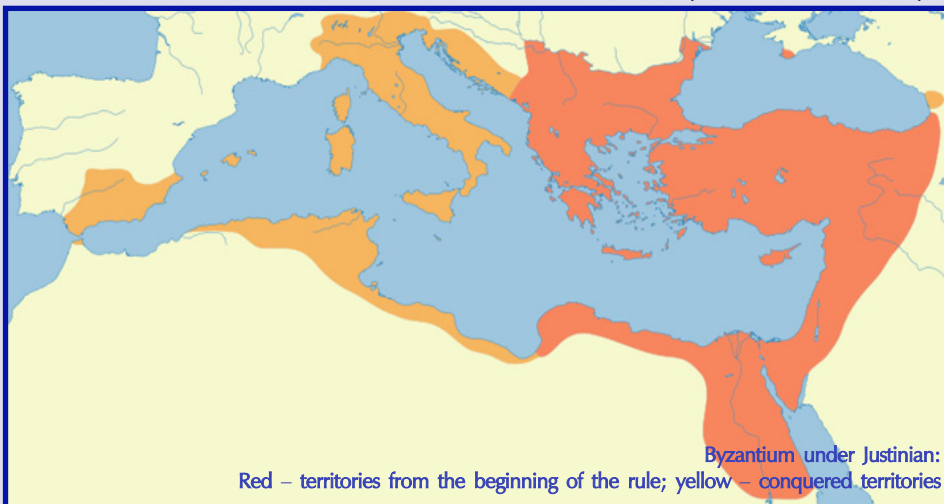 Byzantium under Justinian:
Red – territories from the beginning of the rule; yellow – conquered territories